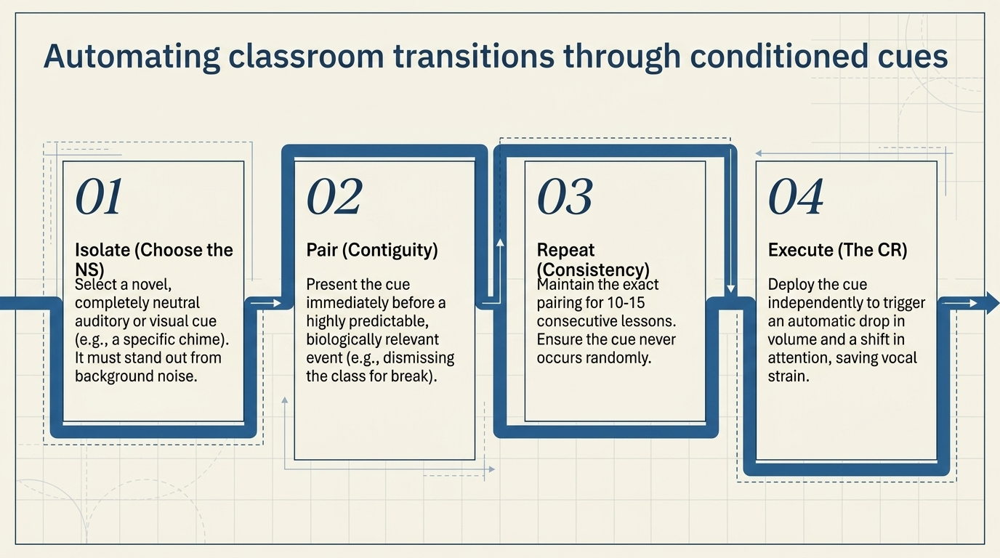 Automating classroom transitions through conditioned cues
01
Isolate (Choose the
NS)
Select a novel,
completely neutral
auditory or visual cue
(e.g., a specific chime).
It must stand out from
background noise.
02
Pair (Contiguity)
Present the cue
immediately before a
highly predictable,
biologically relevant
event (e.g., dismissing
the class for break).
03
Repeat
(Consistency)
Maintain the exact
pairing for 10-15
consecutive lessons.
Ensure the cue never
occurs randomly.
04
Execute (The CR)
Deploy the cue
independently to trigger
an automatic drop in
volume and a shift in
attention, saving vocal
strain.